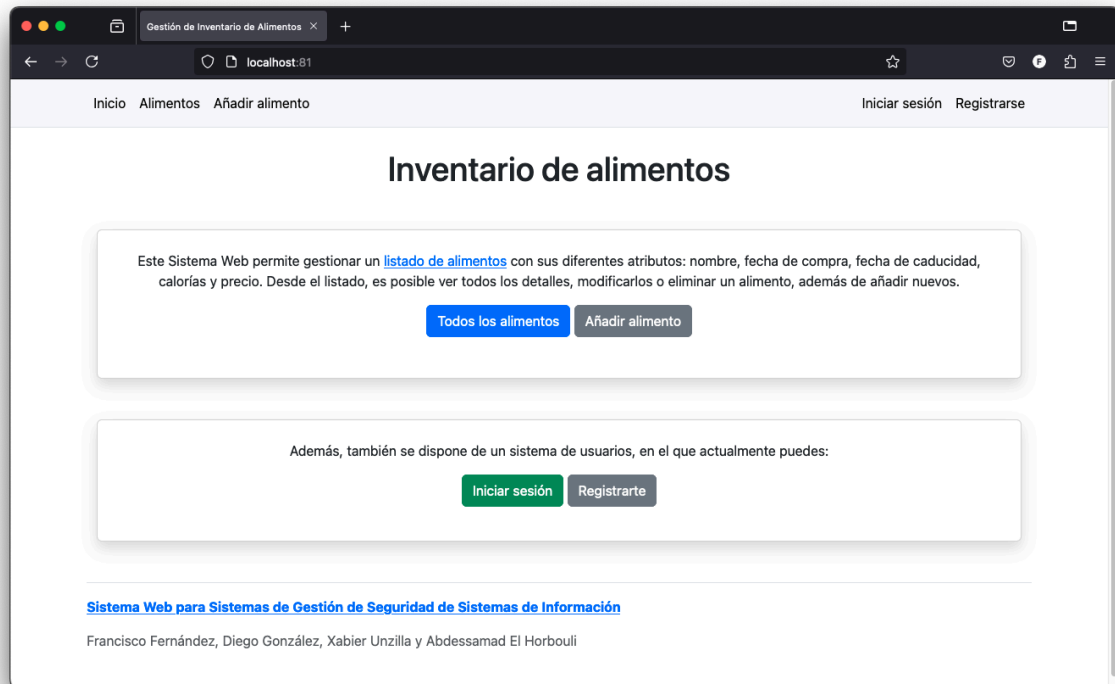 Gestión de Inventario de Alimentos
localhost:81
F
Inicio Alimentos Añadir alimento Iniciar sesión Registrarse
Inventario de alimentos
Este Sistema Web permite gestionar un listado de alimentos con sus diferentes atributos: nombre, fecha de compra, fecha de caducidad,
calorías y precio. Desde el listado, es posible ver todos los detalles, modificarlos o eliminar un alimento, además de añadir nuevos.
Todos los alimentos Añadir alimento
Además, también se dispone de un sistema de usuarios, en el que actualmente puedes:
Iniciar sesión Registrarte
Sistema Web para Sistemas de Gestión de Seguridad de Sistemas de Información
Francisco Fernández, Diego González, Xabier Unzilla y Abdessamad El Horbouli